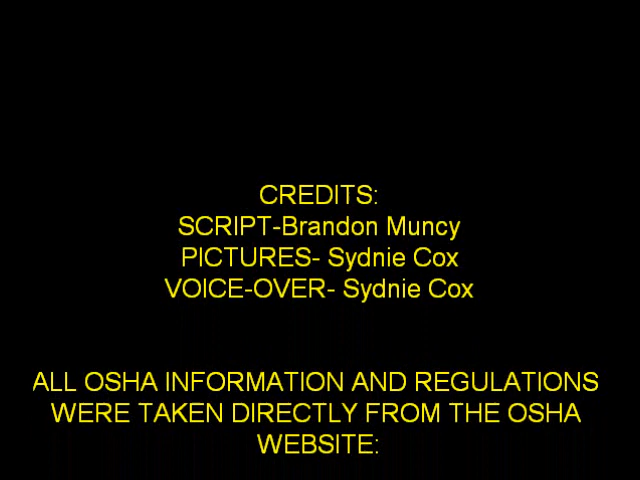 CREDITS:
SCRIPT-Brandon Muncy
PICTURES- Sydnie Cox
VOICE-OVER- Sydnie Cox
ALL OSHA INFORMATION AND REGULATIONS
WERE TAKEN DIRECTLY FROM THE OSHA
WEBSITE: